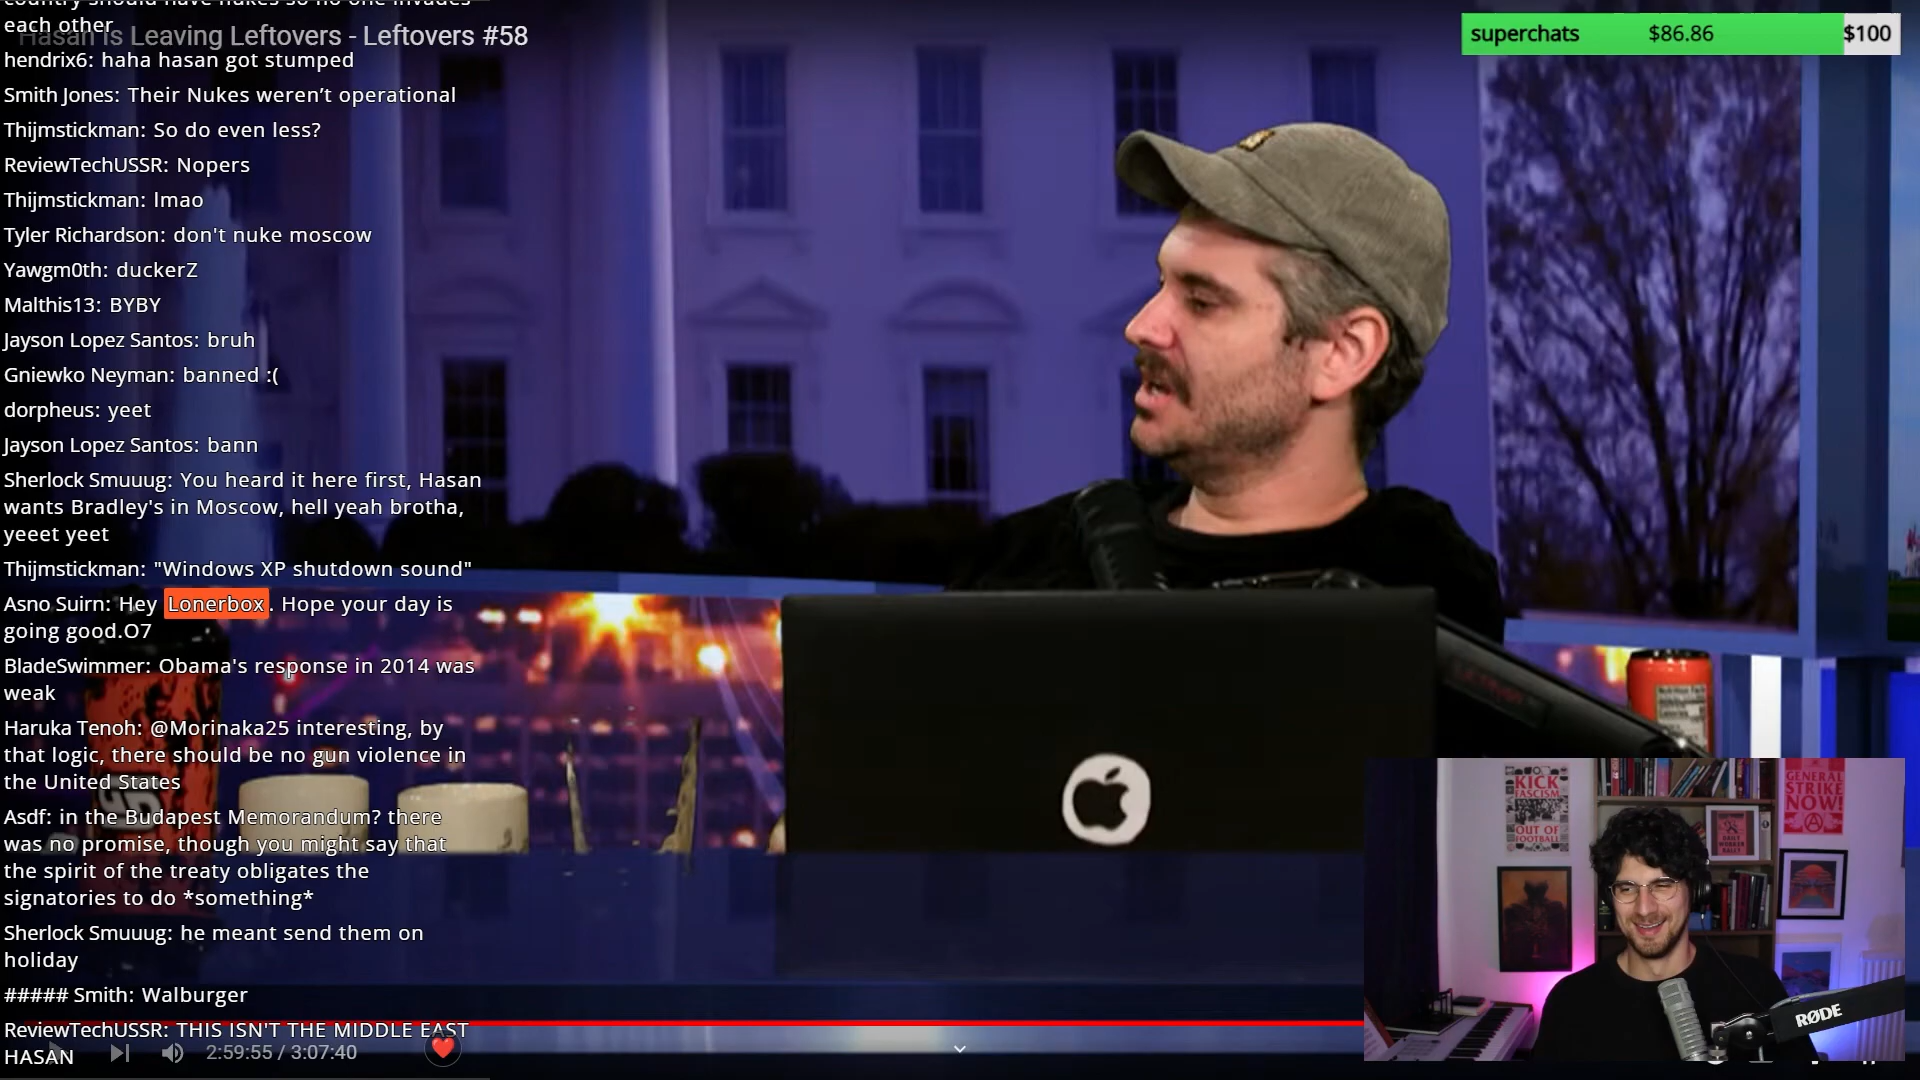 country should have nukes so no one invades
each other
Hasan Is Leaving Leftovers - Leftovers #58
superchats $86.86 $100
hendrix6: haha hasan got stumped
Smith Jones: Their Nukes weren’t operational
Thijmstickman: So do even less?
ReviewTechUSSR: Nopers
Thijmstickman: lmao
Tyler Richardson: don't nuke moscow
Yawgm0th: duckerZ
Malthis13: BYBY
Jayson Lopez Santos: bruh
Gniewko Neyman: banned :(
dorpheus: yeet
Jayson Lopez Santos: bann
Sherlock Smuuug: You heard it here first, Hasan
wants Bradley's in Moscow, hell yeah brotha,
yeeet yeet
Thijmstickman: "Windows XP shutdown sound"
Asno Suirn: Hey Lonerbox. Hope your day is
going good.O7
BladeSwimmer: Obama's response in 2014 was
weak
Haruka Tenoh: @Morinaka25 interesting, by
that logic, there should be no gun violence in
the United States
Asdf: in the Budapest Memorandum? there
was no promise, though you might say that
the spirit of the treaty obligates the
signatories to do *something*
Sherlock Smuuug: he meant send them on
holiday
##### Smith: Walburger
ReviewTechUSSR: THIS ISN'T THE MIDDLE EAST
HASAN
2:59:55 / 3:07:40
KICK
FASCISM
OUT OF
FOOTBALL
GENERAL
STRIKE
NOW!
RØDE